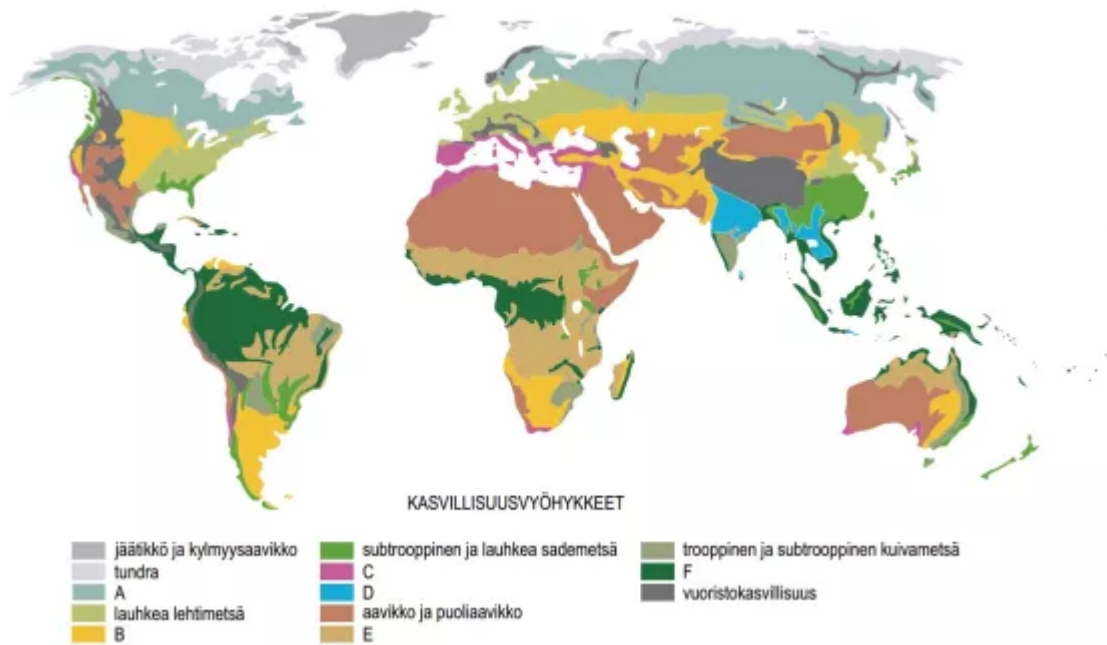 KASVILLISUUSVYÖHYKKEET
jäätikkö ja kylmyysaavikko
tundra
A
lauhkea lehtimetsä
B
subtrooppinen ja lauhkea sademetsä
C
D
aavikko ja puoliaavikko
E
trooppinen ja subtrooppinen kuivametsä
F
vuoristokasvillisuus